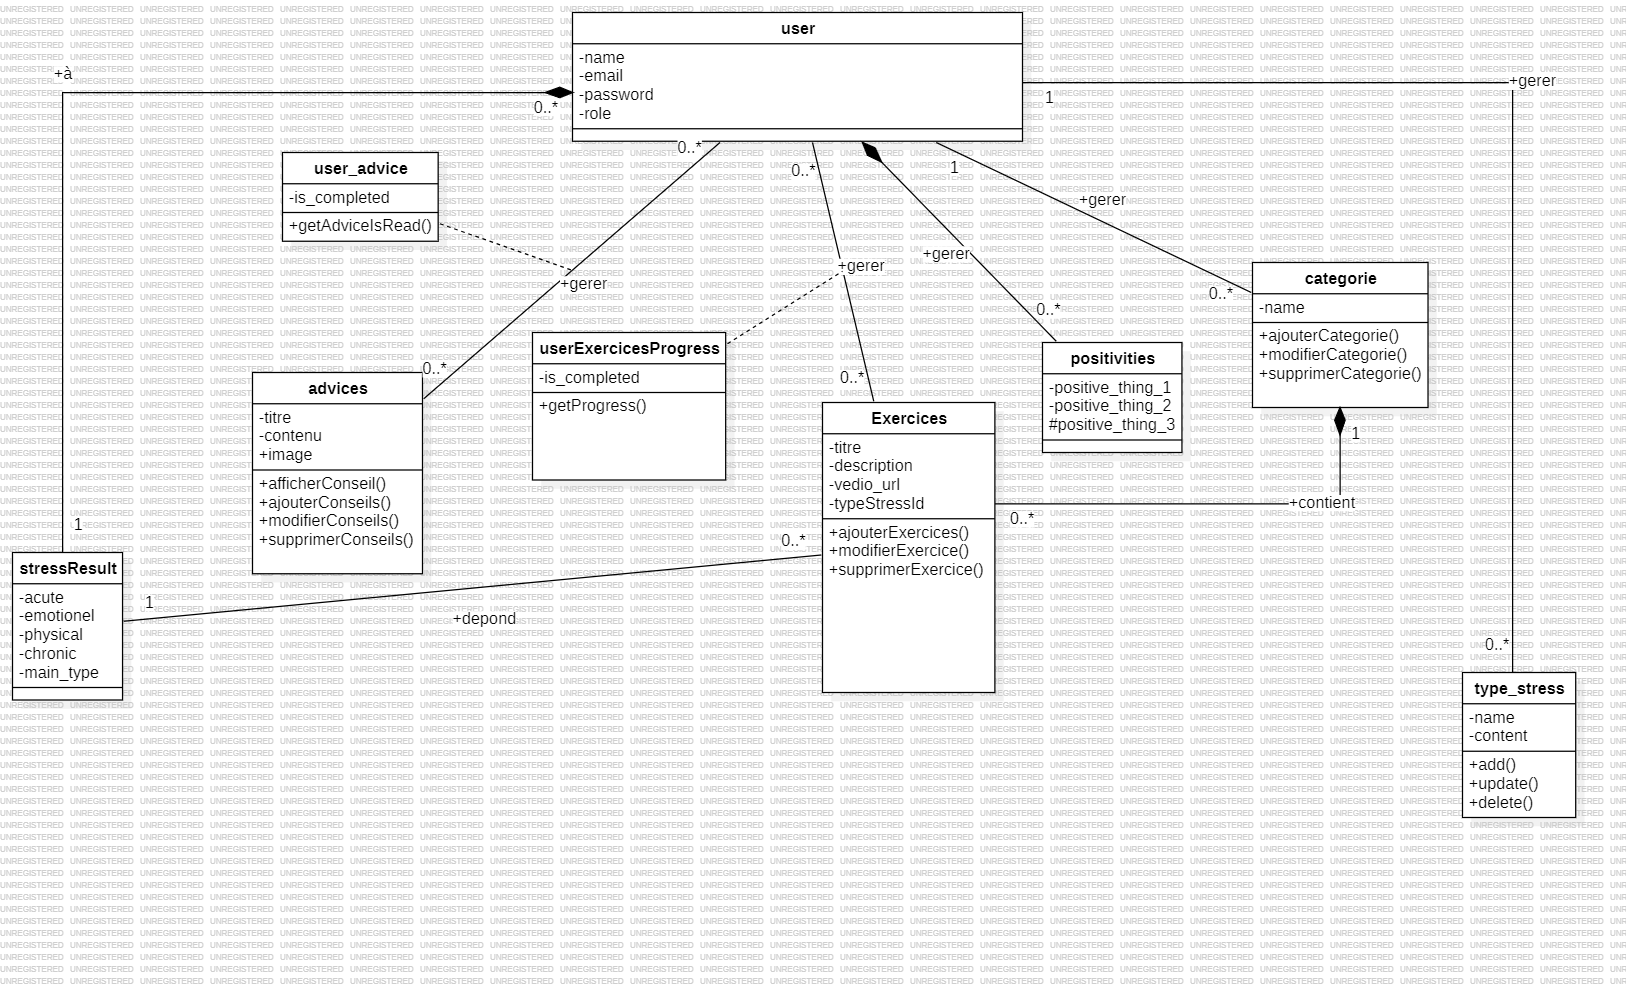 user
-name
-email
-password
-role
+à
0..*
1
+gerer
user_advice
-is_completed
+getAdviceIsRead()
0..*
0..*
1
+gerer
+gerer
+gerer
+gerer
categorie
-name
+ajouterCategorie()
+modifierCategorie()
+supprimerCategorie()
0..*
0..*
userExercicesProgress
-is_completed
+getProgress()
positivities
-positive_thing_1
-positive_thing_2
#positive_thing_3
0..*
0..*
advices
-titre
-contenu
+image
+afficherConseil()
+ajouterConseils()
+modifierConseils()
+supprimerConseils()
Exercices
-titre
-description
-vedio_url
-typeStressId
+ajouterExercices()
+modifierExercice()
+supprimerExercice()
1
+contient
0..*
1
stressResult
-acute
-emotionel
-physical
-chronic
-main_type
1
0..*
+depond
0..*
type_stress
-name
-content
+add()
+update()
+delete()
UNREGISTERED